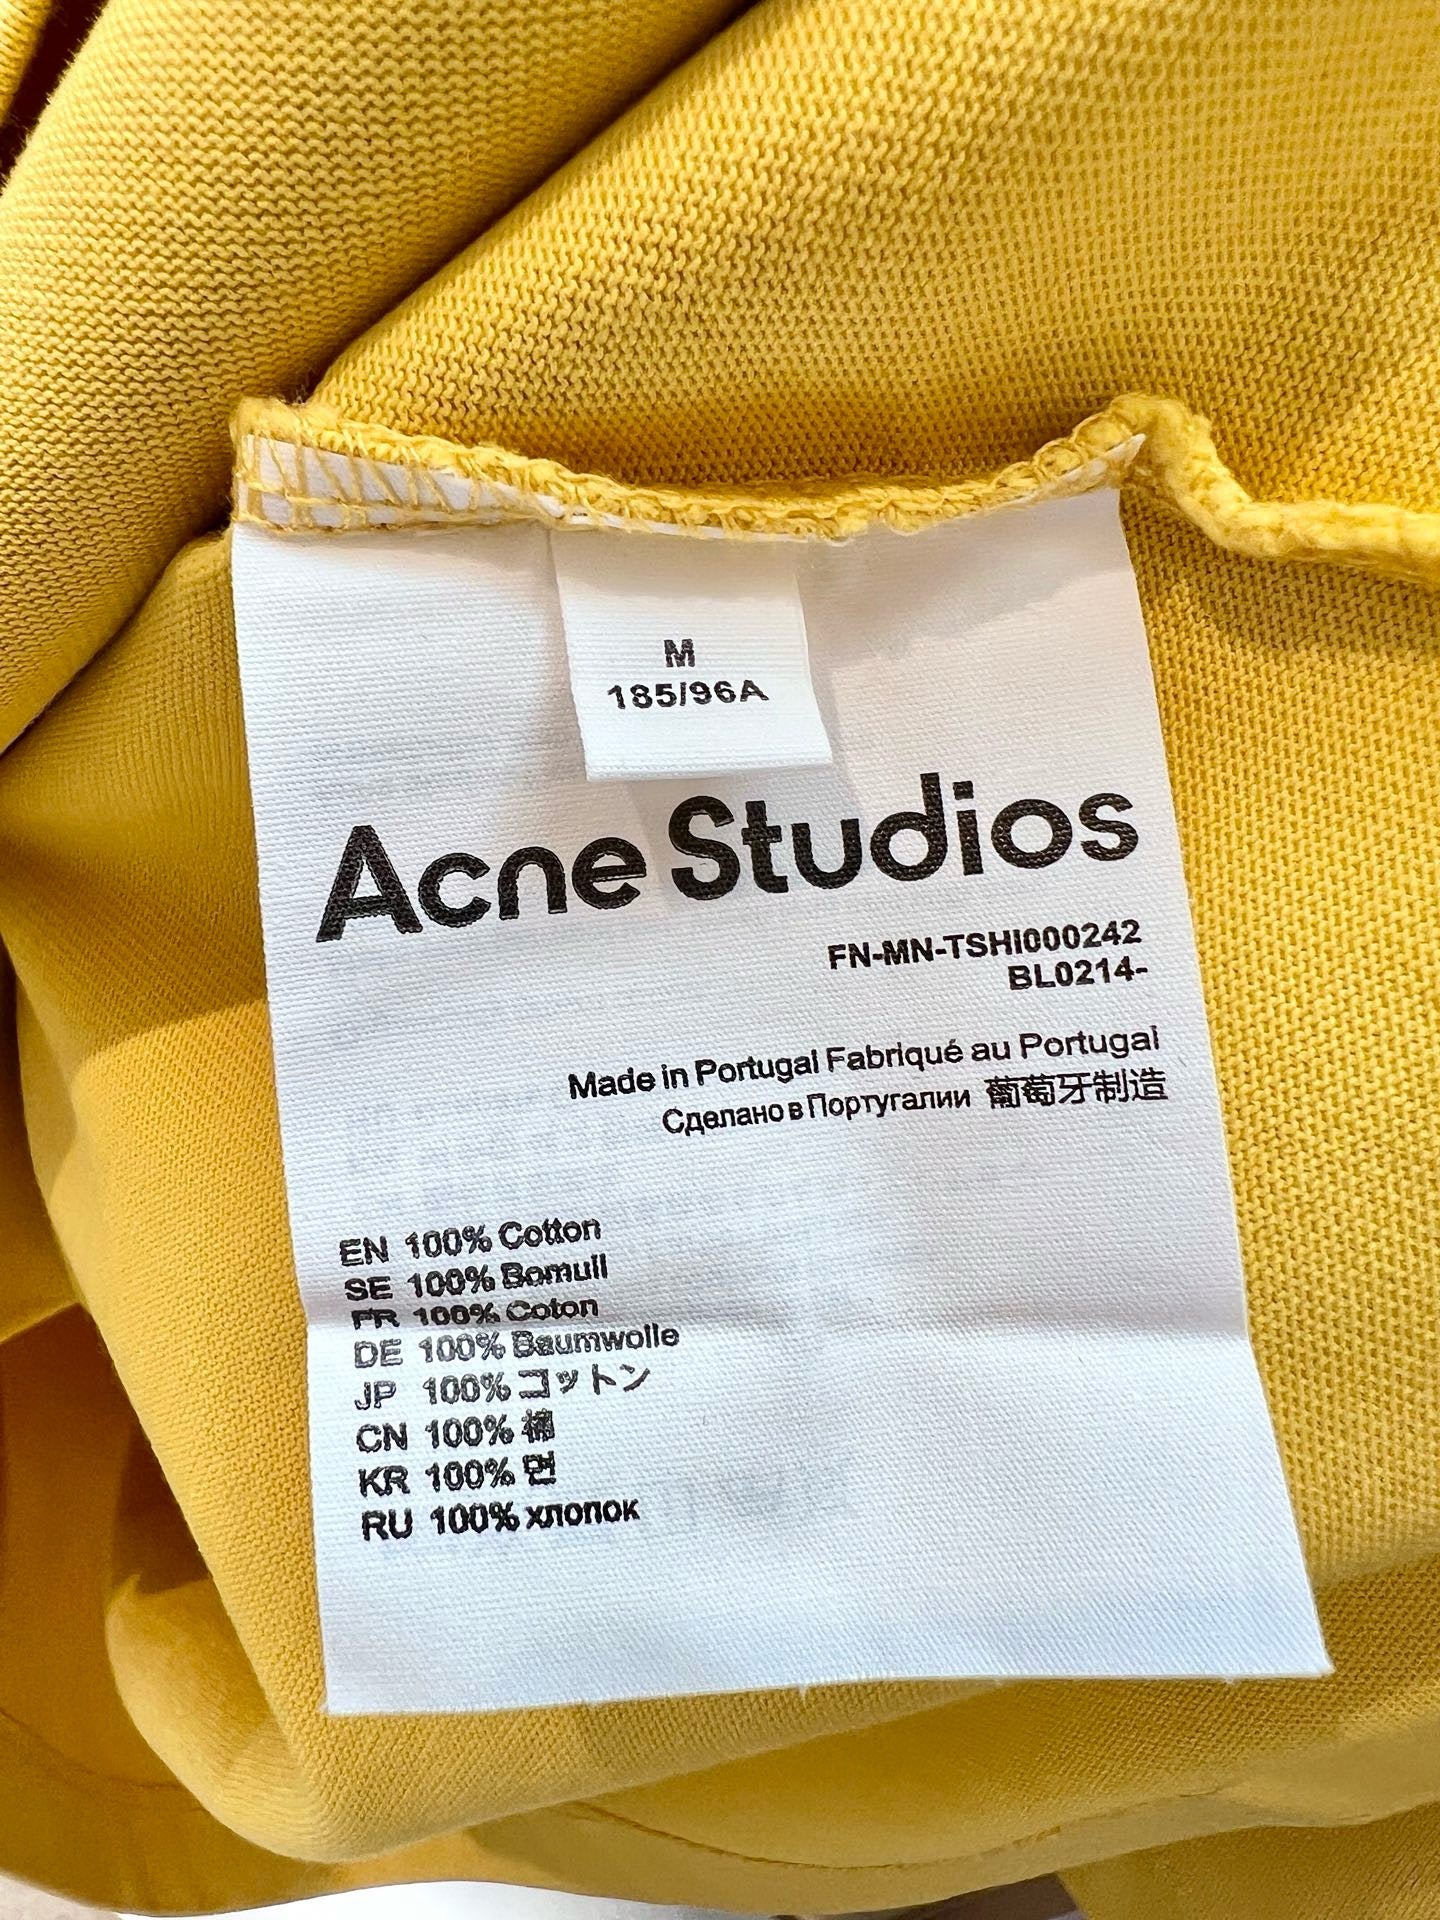 M
185/96A
Acne Studios
FN-MN-TSHI000242
BL0214-
Made in Portugal Fabriqué au Portugal
Сделано в Португалии 葡萄牙制造
EN 100% Cotton
SE 100% Bomull
FR 100% Coton
DE 100% Baumwolle
JP 100% コットン
CN 100% 棉
KR 100% 면
RU 100% хлопок